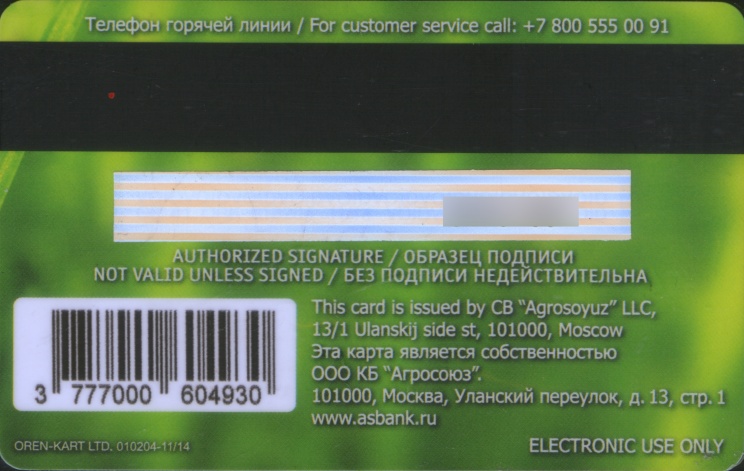 Телефон горячей линии / For customer service call: +7 800 555 00 91
AUTHORIZED SIGNATURE / ОБРАЗЕЦ ПОДПИСИ
NOT VALID UNLESS SIGNED / БЕЗ ПОДПИСИ НЕДЕЙСТВИТЕЛЬНА
This card is issued by CB “Agrosoyuz” LLC,
13/1 Ulanskij side st, 101000, Moscow
Эта карта является собственностью
ООО КБ “Агросоюз”.
101000, Москва, Уланский переулок, д. 13, стр. 1
www.asbank.ru
3 777000 604930
OREN-KART LTD. 010204-11/14
ELECTRONIC USE ONLY